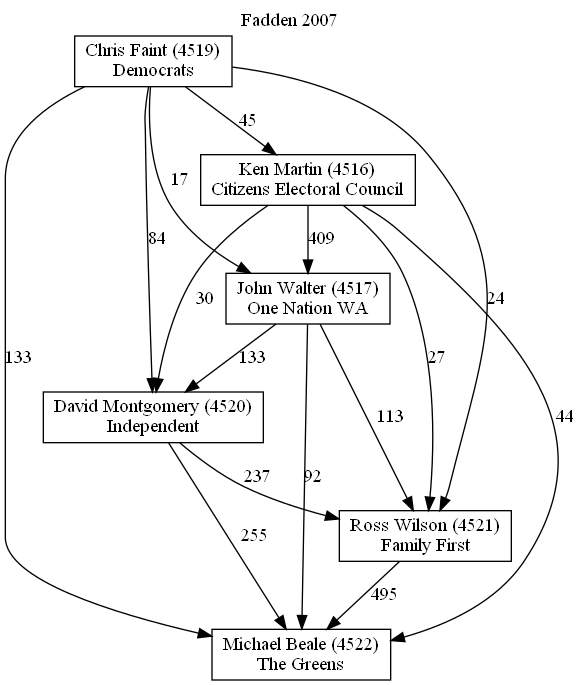 Fadden 2007
Chris Faint (4519)
Democrats
45
Ken Martin (4516)
Citizens Electoral Council
17
84
409
30
24
John Walter (4517)
One Nation WA
133
133
27
David Montgomery (4520)
Independent
113
44
237
92
Ross Wilson (4521)
Family First
255
495
Michael Beale (4522)
The Greens